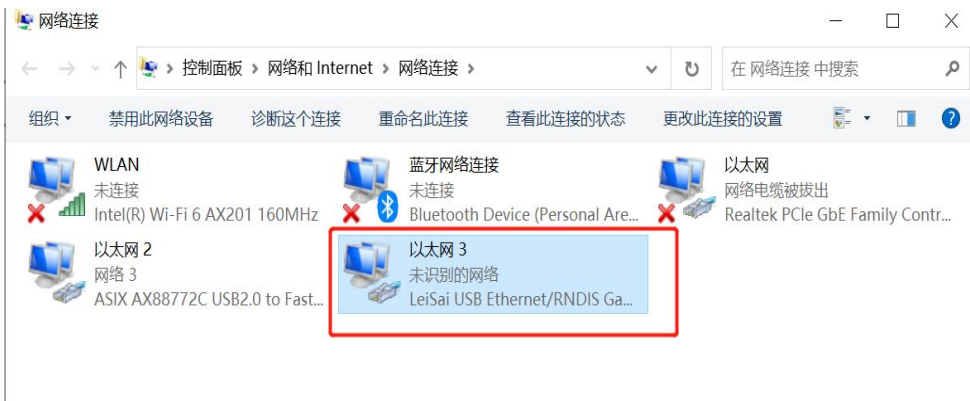 网络连接
控制面板 > 网络和 Internet > 网络连接 >
在 网络连接 中搜索
组织 禁用此网络设备 诊断这个连接 重命名此连接 查看此连接的状态 更改此连接的设置
WLAN
未连接
Intel(R) Wi-Fi 6 AX201 160MHz
蓝牙网络连接
未连接
Bluetooth Device (Personal Are...
以太网
网络电缆被拔出
Realtek PCIe GbE Family Contr...
以太网 2
网络 3
ASIX AX88772C USB2.0 to Fast...
以太网 3
未识别的网络
LeiSai USB Ethernet/RNDIS Ga...